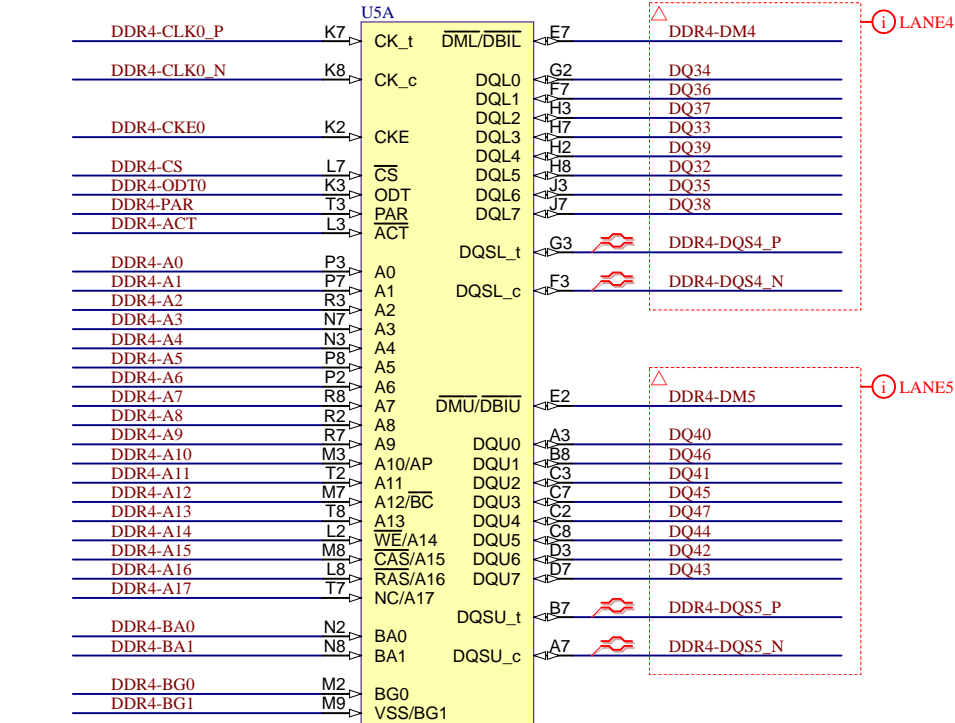 U5A
DDR4-CLK0_P K7 CK_t DML/DBIL E7 DDR4-DM4 i LANE4
DDR4-CLK0_N K8 CK_c DQL0 G2 DQ34
DQL1 F7 DQ36
DQL2 H3 DQ37
DDR4-CKE0 K2 CKE DQL3 H7 DQ33
DQL4 H2 DQ39
DDR4-CS L7 CS DQL5 H8 DQ32
DDR4-ODT0 K3 ODT DQL6 J3 DQ35
DDR4-PAR T3 PAR DQL7 J7 DQ38
DDR4-ACT L3 ACT
DQSL_t G3 DDR4-DQS4_P
DDR4-A0 P3 A0
DDR4-A1 P7 A1 DQSL_c F3 DDR4-DQS4_N
DDR4-A2 R3 A2
DDR4-A3 N7 A3
DDR4-A4 N3 A4
DDR4-A5 P8 A5
DDR4-A6 P2 A6 i LANE5
DDR4-A7 R8 A7 DMU/DBIU E2 DDR4-DM5
DDR4-A8 R2 A8
DDR4-A9 R7 A9 DQU0 A3 DQ40
DDR4-A10 M3 A10/AP DQU1 B8 DQ46
DDR4-A11 T2 A11 DQU2 C3 DQ41
DDR4-A12 M7 A12/BC DQU3 C7 DQ45
DDR4-A13 T8 A13 DQU4 C2 DQ47
DDR4-A14 L2 WE/A14 DQU5 C8 DQ44
DDR4-A15 M8 CAS/A15 DQU6 D3 DQ42
DDR4-A16 L8 RAS/A16 DQU7 D7 DQ43
DDR4-A17 T7 NC/A17
DQSU_t B7 DDR4-DQS5_P
DDR4-BA0 N2 BA0
DDR4-BA1 N8 BA1 DQSU_c A7 DDR4-DQS5_N
DDR4-BG0 M2 BG0
DDR4-BG1 M9 VSS/BG1